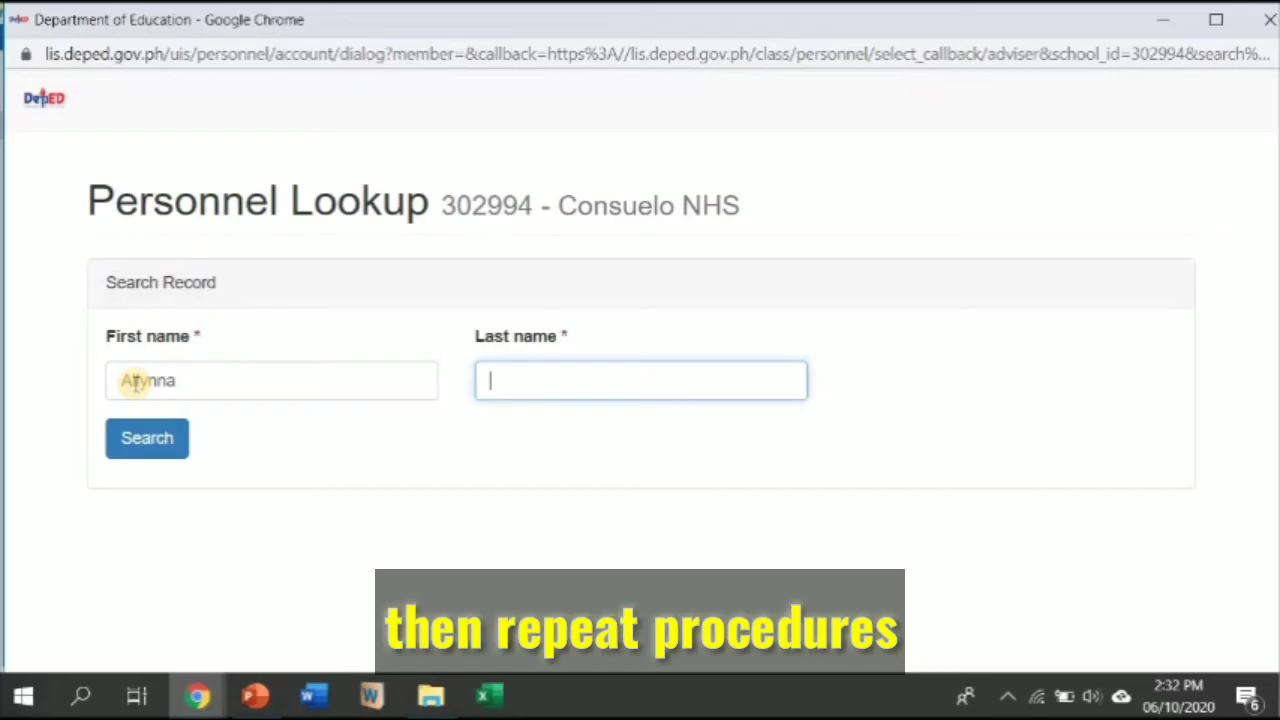 Department of Education - Google Chrome
lis.deped.gov.ph/uis/personnel/account/dialog?member=&callback=https%3A//lis.deped.gov.ph/class/personnel/select_callback/adviser&school_id=302994&search%...
DepED
Personnel Lookup 302994 - Consuelo NHS
Search Record
First name * Last name *
Search
then repeat procedures
2:32 PM
06/10/2020
6